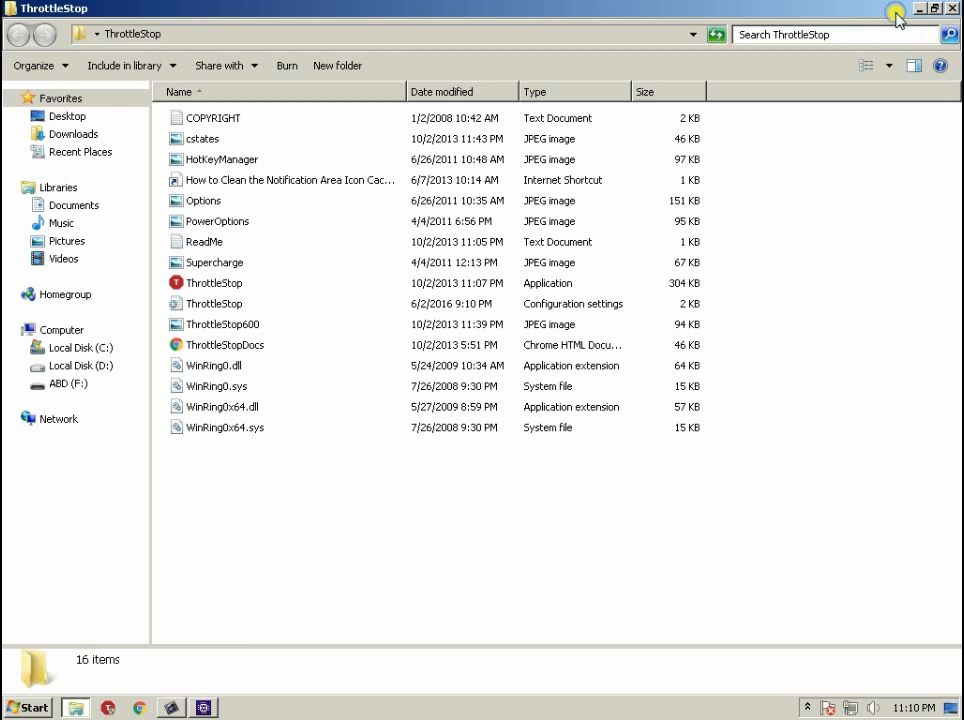 ThrottleStop
ThrottleStop
Search ThrottleStop
Organize Include in library Share with Burn New folder
Name Date modified Type Size
Favorites
Desktop
Downloads
Recent Places
Libraries
Documents
Music
Pictures
Videos
Homegroup
Computer
Local Disk (C:)
Local Disk (D:)
ABD (F:)
Network
COPYRIGHT 1/2/2008 10:42 AM Text Document 2 KB
cstates 10/2/2013 11:43 PM JPEG image 46 KB
HotKeyManager 6/26/2011 10:48 AM JPEG image 97 KB
How to Clean the Notification Area Icon Cac... 6/7/2013 10:14 AM Internet Shortcut 1 KB
Options 6/26/2011 10:35 AM JPEG image 151 KB
PowerOptions 4/4/2011 6:56 PM JPEG image 95 KB
ReadMe 10/2/2013 11:05 PM Text Document 1 KB
Supercharge 4/4/2011 12:13 PM JPEG image 67 KB
ThrottleStop 10/2/2013 11:07 PM Application 304 KB
ThrottleStop 6/2/2016 9:10 PM Configuration settings 2 KB
ThrottleStop600 10/2/2013 11:39 PM JPEG image 94 KB
ThrottleStopDocs 10/2/2013 5:51 PM Chrome HTML Docu... 46 KB
WinRing0.dll 5/24/2009 10:34 AM Application extension 64 KB
WinRing0.sys 7/26/2008 9:30 PM System file 15 KB
WinRing0x64.dll 5/27/2009 8:59 PM Application extension 57 KB
WinRing0x64.sys 7/26/2008 9:30 PM System file 15 KB
16 items
Start
11:10 PM